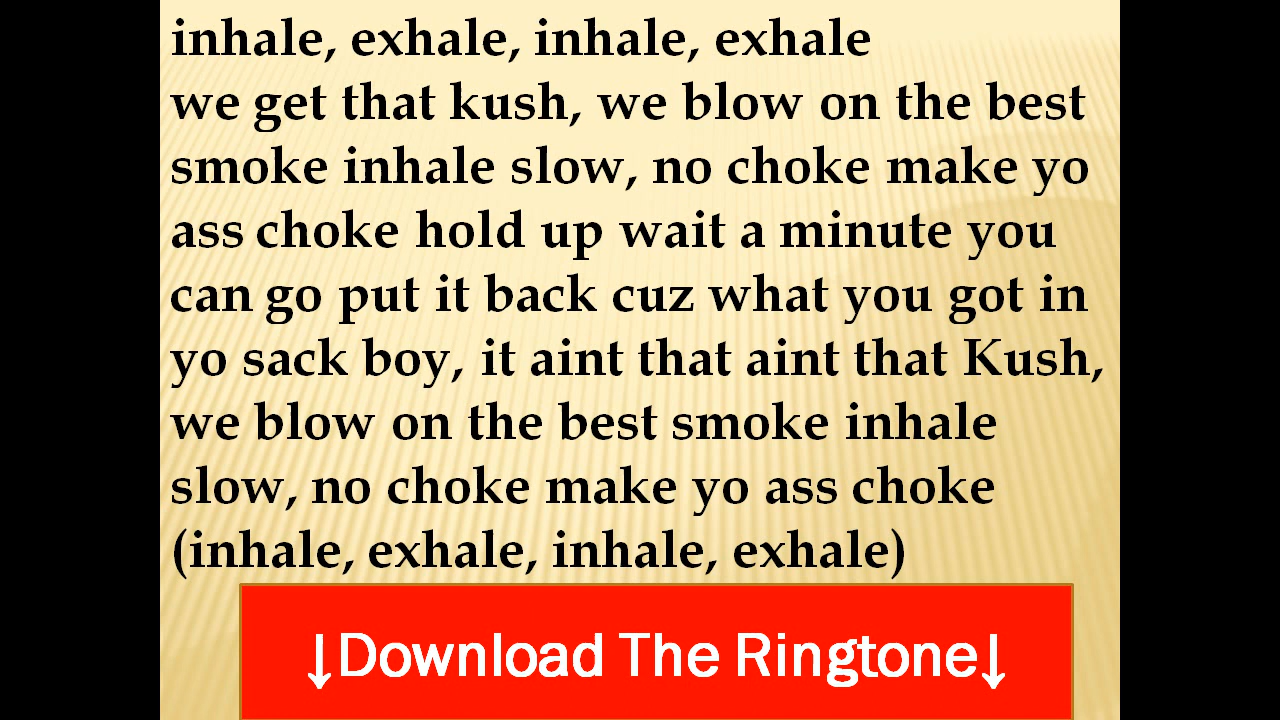 inhale, exhale, inhale, exhale
we get that kush, we blow on the best
smoke inhale slow, no choke make yo
ass choke hold up wait a minute you
can go put it back cuz what you got in
yo sack boy, it aint that aint that Kush,
we blow on the best smoke inhale
slow, no choke make yo ass choke
(inhale, exhale, inhale, exhale)
↓Download The Ringtone↓